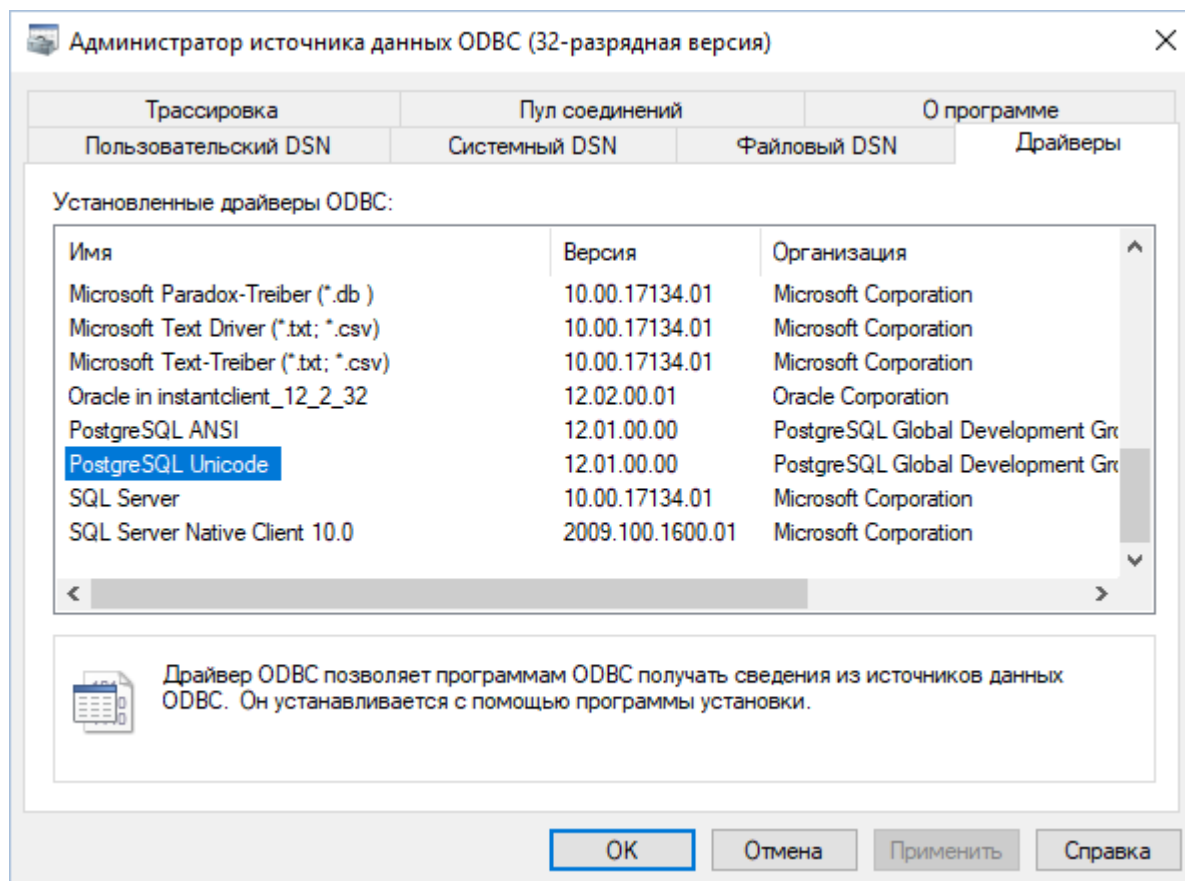 Администратор источника данных ODBC (32-разрядная версия)
Трассировка Пул соединений О программе
Пользовательский DSN Системный DSN Файловый DSN Драйверы
Установленные драйверы ODBC:
Имя Версия Организация
Microsoft Paradox-Treiber (*.db ) 10.00.17134.01 Microsoft Corporation
Microsoft Text Driver (*.txt; *.csv) 10.00.17134.01 Microsoft Corporation
Microsoft Text-Treiber (*.txt; *.csv) 10.00.17134.01 Microsoft Corporation
Oracle in instantclient_12_2_32 12.02.00.01 Oracle Corporation
PostgreSQL ANSI 12.01.00.00 PostgreSQL Global Development Gro
PostgreSQL Unicode 12.01.00.00 PostgreSQL Global Development Gro
SQL Server 10.00.17134.01 Microsoft Corporation
SQL Server Native Client 10.0 2009.100.1600.01 Microsoft Corporation
Драйвер ODBC позволяет программам ODBC получать сведения из источников данных
ODBC. Он устанавливается с помощью программы установки.
OK Отмена Применить Справка